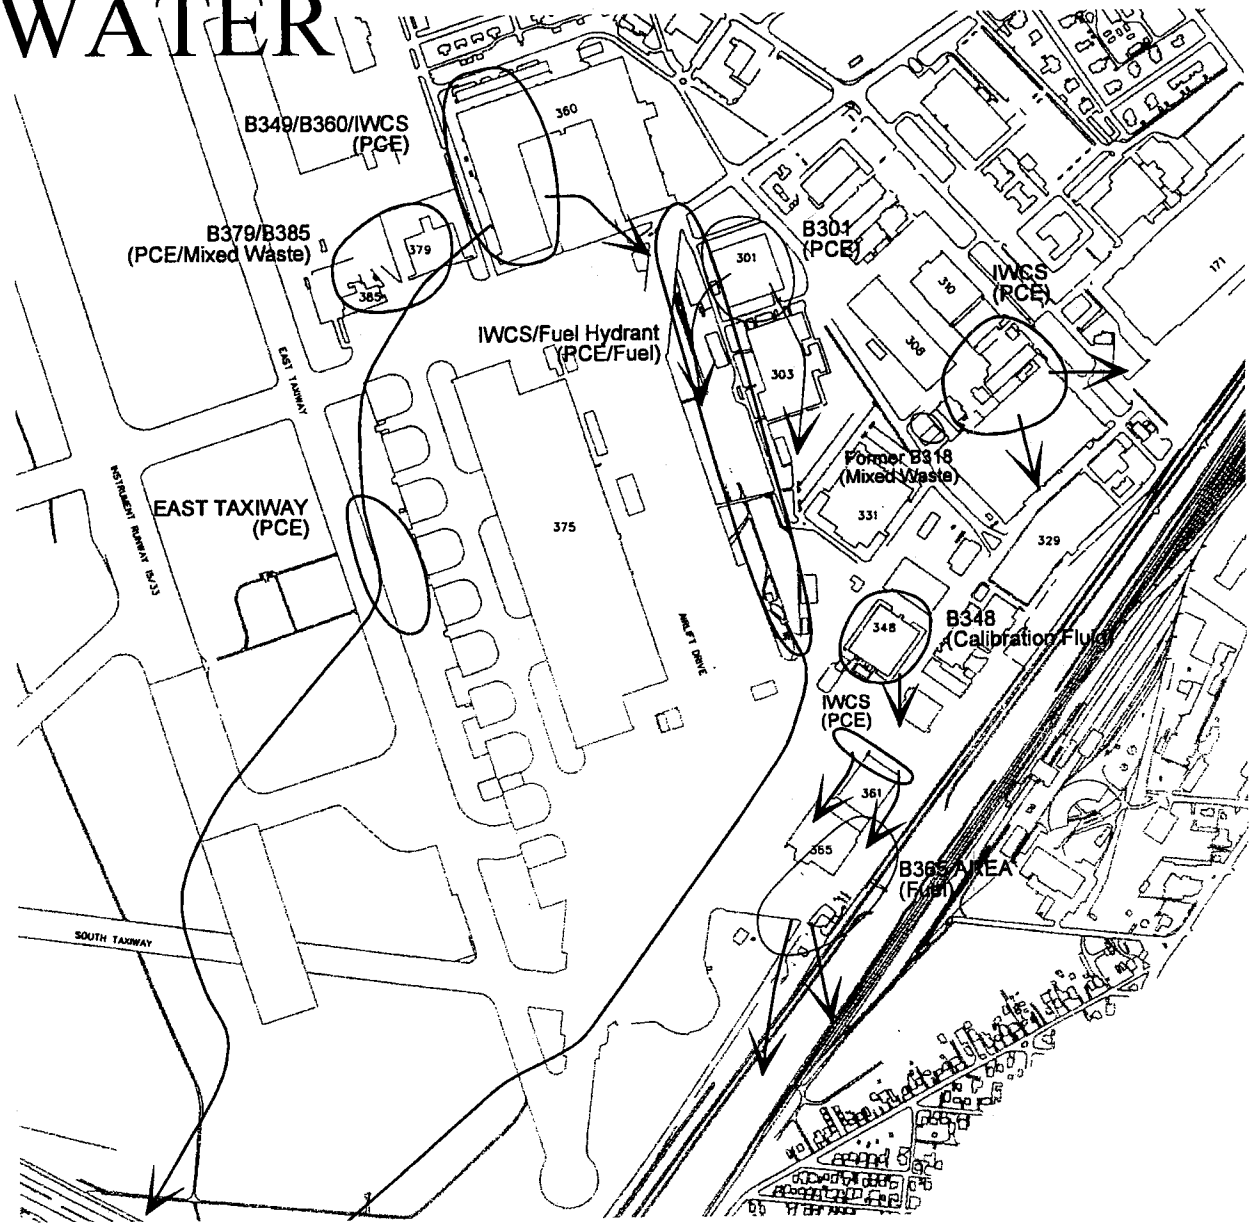 WATER
360
B349/B360/IWCS
(PCE)
B379/B385
(PCE/Mixed Waste)
379
385
B301
(PCE)
301
IWCS
(PCE)
171
310
308
IWCS/Fuel Hydrant
(PCE/Fuel)
303
EAST TAXIWAY
Former B318
(Mixed Waste)
INSTRUMENT RUNWAY 15/33
EAST TAXIWAY
(PCE)
375
331
329
AIRLIFT DRIVE
348
B348
(Calibration Fluid)
IWCS
(PCE)
361
365
B365 AREA
(Fuel)
SOUTH TAXIWAY